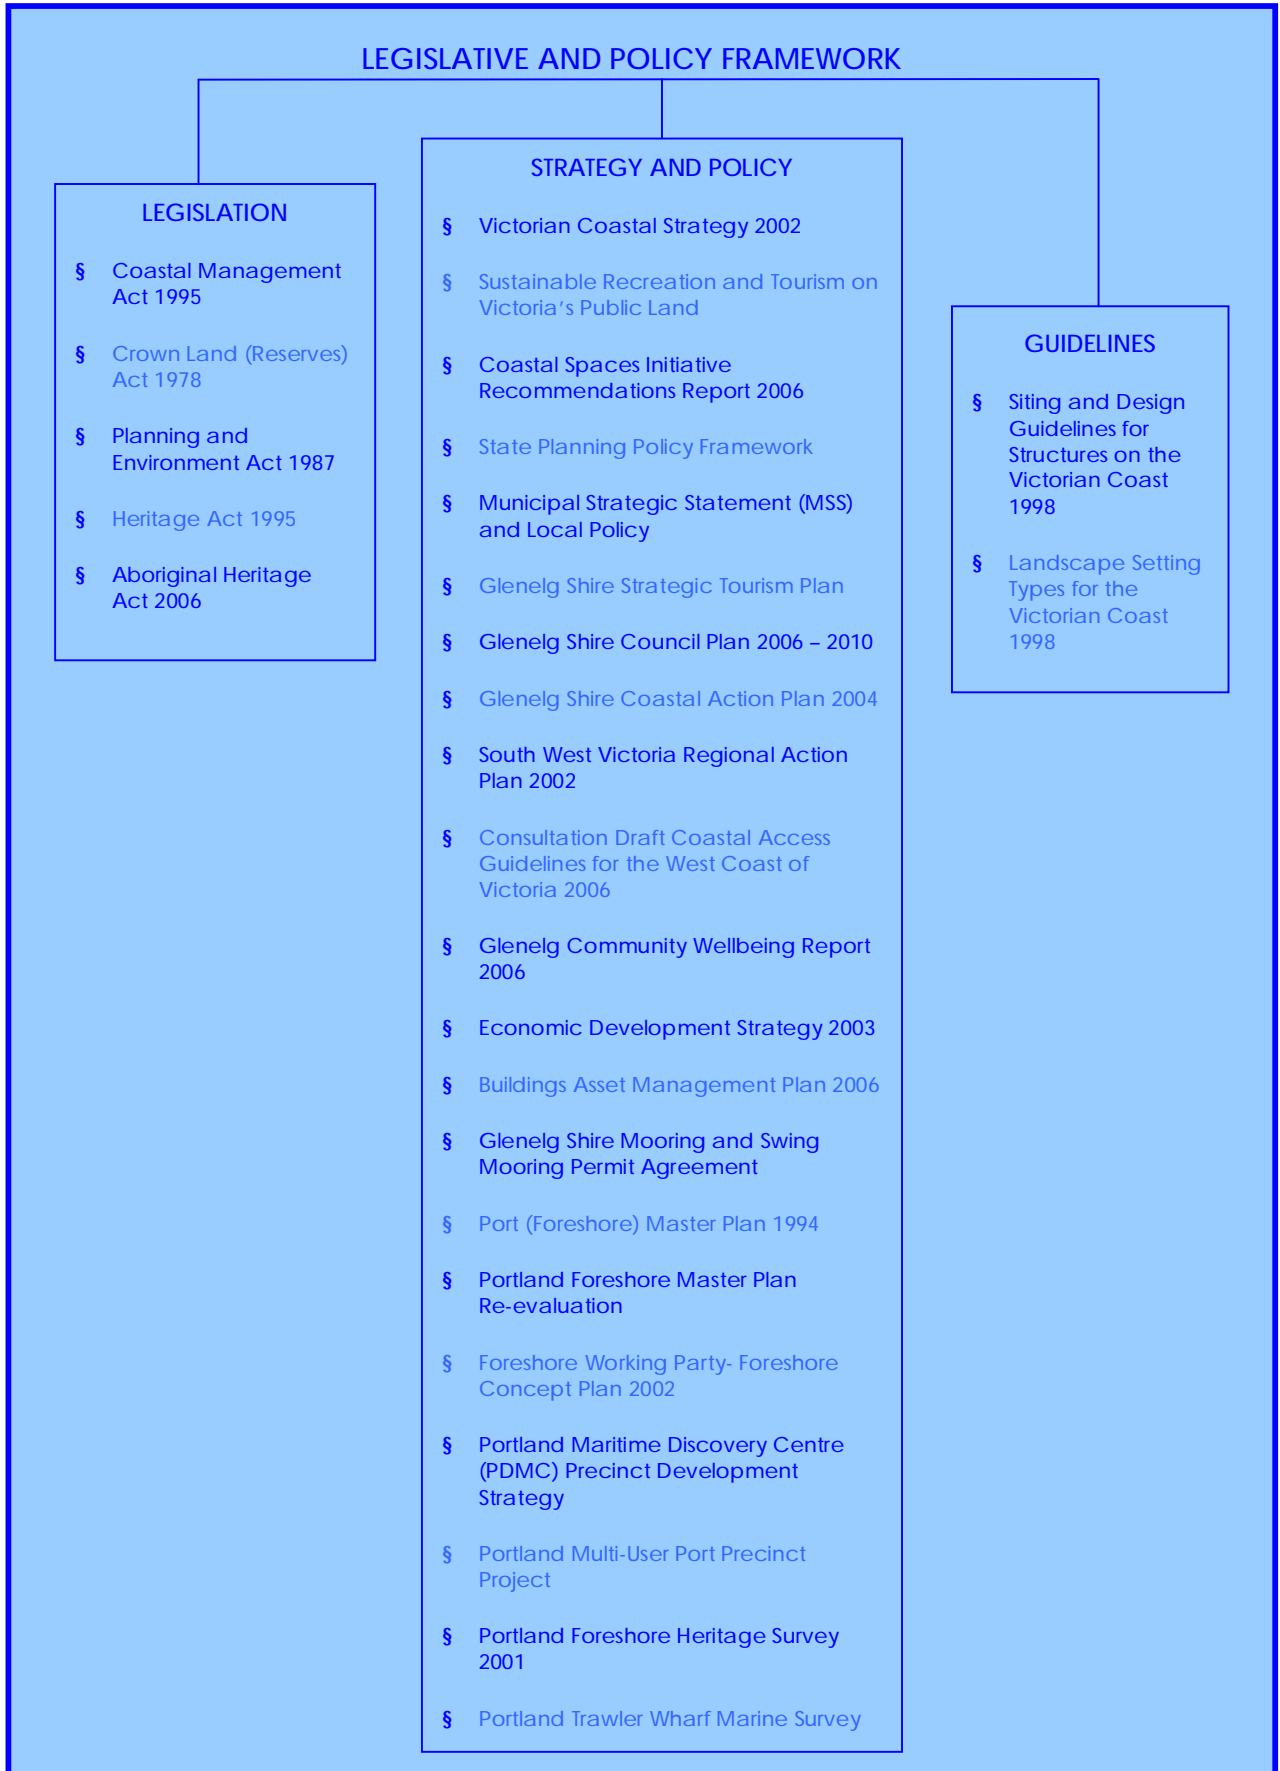 LEGISLATIVE AND POLICY FRAMEWORK
LEGISLATION
§ Coastal Management
Act 1995
§ Crown Land (Reserves)
Act 1978
§ Planning and
Environment Act 1987
§ Heritage Act 1995
§ Aboriginal Heritage
Act 2006
STRATEGY AND POLICY
§ Victorian Coastal Strategy 2002
§ Sustainable Recreation and Tourism on
Victoria's Public Land
§ Coastal Spaces Initiative
Recommendations Report 2006
§ State Planning Policy Framework
§ Municipal Strategic Statement (MSS)
and Local Policy
§ Glenelg Shire Strategic Tourism Plan
§ Glenelg Shire Council Plan 2006 – 2010
§ Glenelg Shire Coastal Action Plan 2004
§ South West Victoria Regional Action
Plan 2002
§ Consultation Draft Coastal Access
Guidelines for the West Coast of
Victoria 2006
§ Glenelg Community Wellbeing Report
2006
§ Economic Development Strategy 2003
§ Buildings Asset Management Plan 2006
§ Glenelg Shire Mooring and Swing
Mooring Permit Agreement
§ Port (Foreshore) Master Plan 1994
§ Portland Foreshore Master Plan
Re-evaluation
§ Foreshore Working Party- Foreshore
Concept Plan 2002
§ Portland Maritime Discovery Centre
(PDMC) Precinct Development
Strategy
§ Portland Multi-User Port Precinct
Project
§ Portland Foreshore Heritage Survey
2001
§ Portland Trawler Wharf Marine Survey
GUIDELINES
§ Siting and Design
Guidelines for
Structures on the
Victorian Coast
1998
§ Landscape Setting
Types for the
Victorian Coast
1998